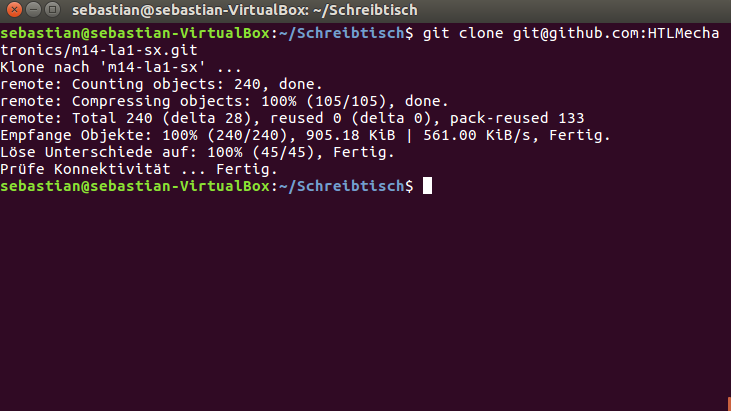 sebastian@sebastian-VirtualBox: ~/Schreibtisch
sebastian@sebastian-VirtualBox:~/Schreibtisch$ git clone git@github.com:HTLMecha
tronics/m14-la1-sx.git
Klone nach 'm14-la1-sx' ...
remote: Counting objects: 240, done.
remote: Compressing objects: 100% (105/105), done.
remote: Total 240 (delta 28), reused 0 (delta 0), pack-reused 133
Empfange Objekte: 100% (240/240), 905.18 KiB | 561.00 KiB/s, Fertig.
Löse Unterschiede auf: 100% (45/45), Fertig.
Prüfe Konnektivität ... Fertig.
sebastian@sebastian-VirtualBox:~/Schreibtisch$